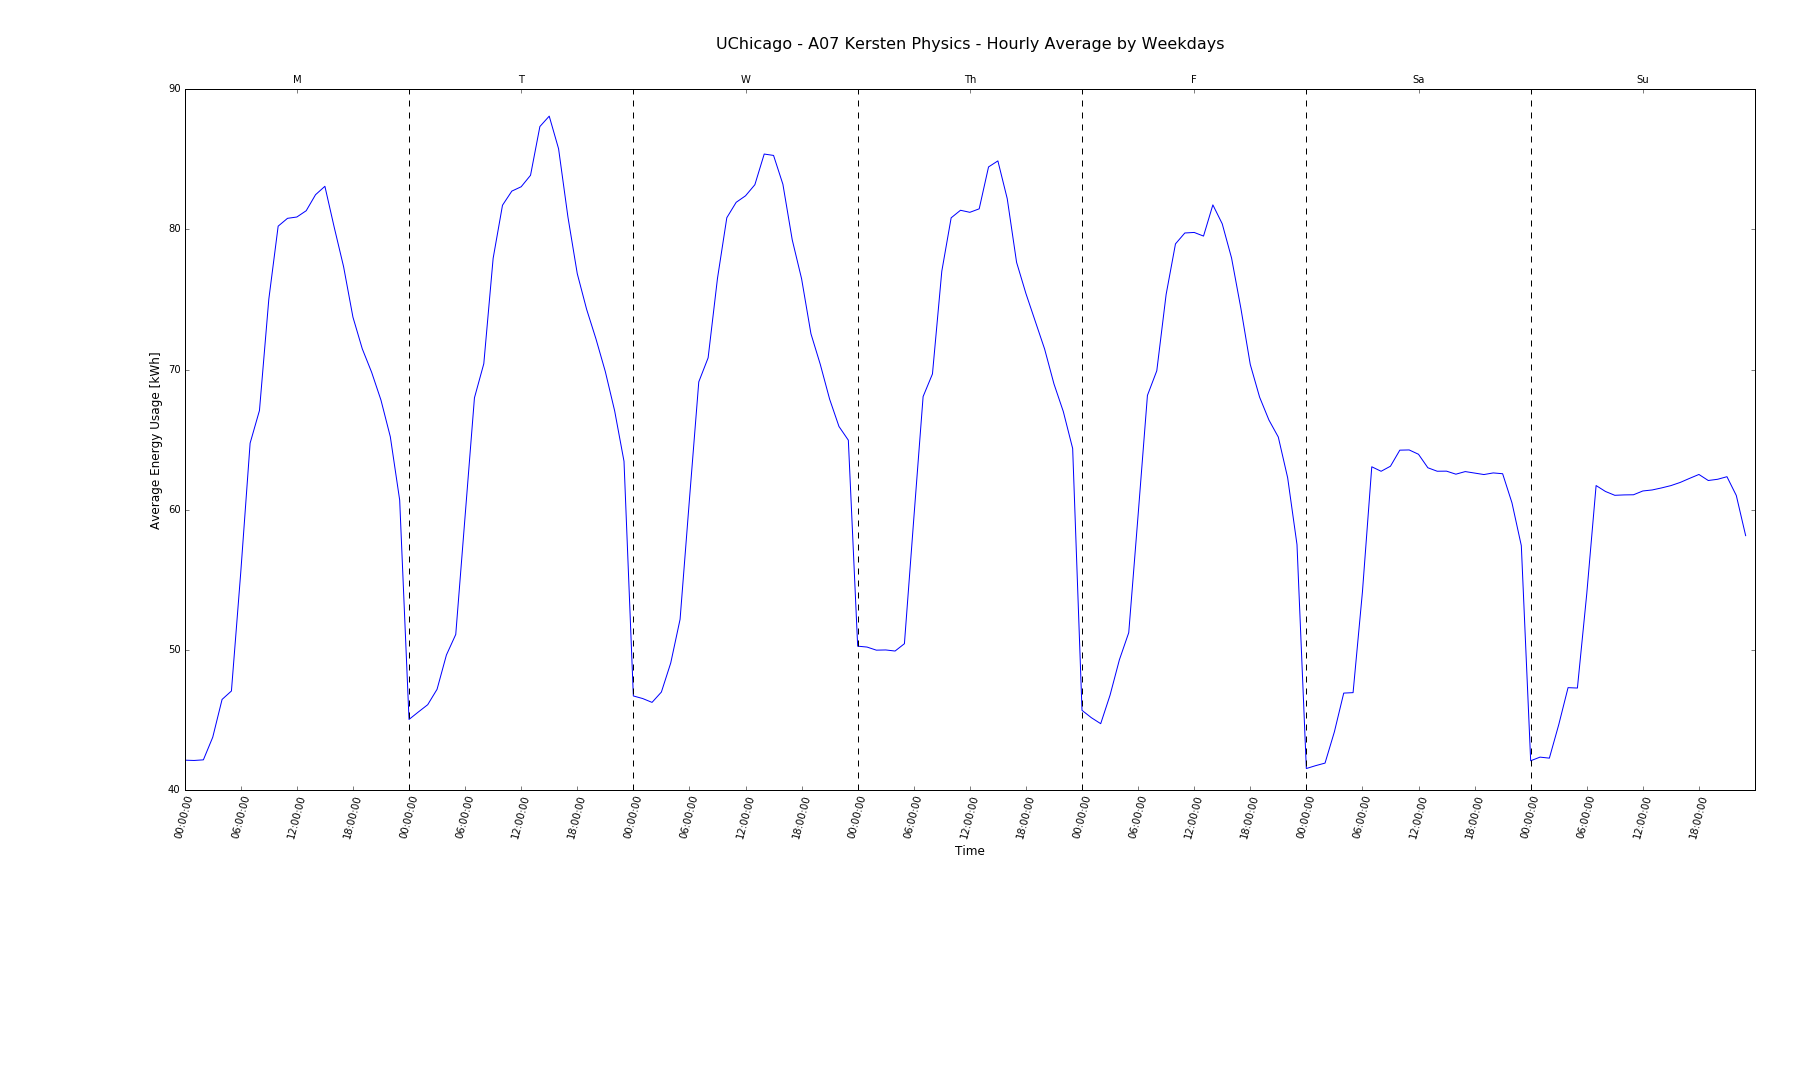 UChicago - A07 Kersten Physics - Hourly Average by Weekdays
M T W Th F Sa Su
90
80
70
60
50
40
Average Energy Usage [kWh]
00:00:00 06:00:00 12:00:00 18:00:00 00:00:00 06:00:00 12:00:00 18:00:00 00:00:00 06:00:00 12:00:00 18:00:00 00:00:00 06:00:00 12:00:00 18:00:00 00:00:00 06:00:00 12:00:00 18:00:00 00:00:00 06:00:00 12:00:00 18:00:00 00:00:00 06:00:00 12:00:00 18:00:00
Time